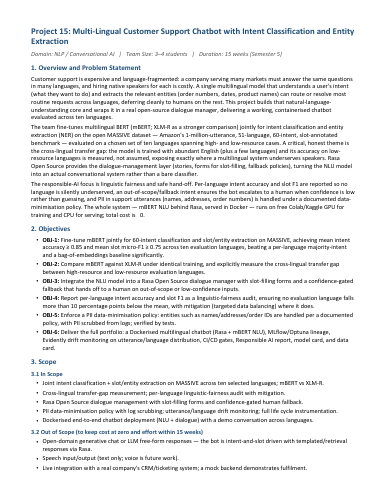 Project 15: Multi-Lingual Customer Support Chatbot with Intent Classification and Entity
Extraction
Domain: NLP / Conversational AI | Team Size: 3–4 students | Duration: 15 weeks (Semester 5)
1. Overview and Problem Statement
Customer support is expensive and language-fragmented: a company serving many markets must answer the same questions
in many languages, and hiring native speakers for each is costly. A single multilingual model that understands a user's intent
(what they want to do) and extracts the relevant entities (order numbers, dates, product names) can route or resolve most
routine requests across languages, deferring cleanly to humans on the rest. This project builds that natural-language-
understanding core and wraps it in a real open-source dialogue manager, delivering a working, containerised chatbot
evaluated across ten languages.
The team fine-tunes multilingual BERT (mBERT; XLM-R as a stronger comparison) jointly for intent classification and entity
extraction (NER) on the open MASSIVE dataset — Amazon's 1-million-utterance, 51-language, 60-intent, slot-annotated
benchmark — evaluated on a chosen set of ten languages spanning high- and low-resource cases. A critical, honest theme is
the cross-lingual transfer gap: the model is trained with abundant English (plus a few languages) and its accuracy on low-
resource languages is measured, not assumed, exposing exactly where a multilingual system underserves speakers. Rasa
Open Source provides the dialogue-management layer (stories, forms for slot-filling, fallback policies), turning the NLU model
into an actual conversational system rather than a bare classifier.
The responsible-AI focus is linguistic fairness and safe hand-off. Per-language intent accuracy and slot F1 are reported so no
language is silently underserved, an out-of-scope/fallback intent ensures the bot escalates to a human when confidence is low
rather than guessing, and PII in support utterances (names, addresses, order numbers) is handled under a documented data-
minimisation policy. The whole system — mBERT NLU behind Rasa, served in Docker — runs on free Colab/Kaggle GPU for
training and CPU for serving; total cost is 0.
2. Objectives
• OBJ-1: Fine-tune mBERT jointly for 60-intent classification and slot/entity extraction on MASSIVE, achieving mean intent
accuracy ≥ 0.85 and mean slot micro-F1 ≥ 0.75 across ten evaluation languages, beating a per-language majority-intent
and a bag-of-embeddings baseline significantly.
• OBJ-2: Compare mBERT against XLM-R under identical training, and explicitly measure the cross-lingual transfer gap
between high-resource and low-resource evaluation languages.
• OBJ-3: Integrate the NLU model into a Rasa Open Source dialogue manager with slot-filling forms and a confidence-gated
fallback that hands off to a human on out-of-scope or low-confidence inputs.
• OBJ-4: Report per-language intent accuracy and slot F1 as a linguistic-fairness audit, ensuring no evaluation language falls
more than 10 percentage points below the mean, with mitigation (targeted data balancing) where it does.
• OBJ-5: Enforce a PII data-minimisation policy: entities such as names/addresses/order IDs are handled per a documented
policy, with PII scrubbed from logs; verified by tests.
• OBJ-6: Deliver the full portfolio: a Dockerised multilingual chatbot (Rasa + mBERT NLU), MLflow/Optuna lineage,
Evidently drift monitoring on utterance/language distribution, CI/CD gates, Responsible AI report, model card, and data
card.
3. Scope
3.1 In Scope
• Joint intent classification + slot/entity extraction on MASSIVE across ten selected languages; mBERT vs XLM-R.
• Cross-lingual transfer-gap measurement; per-language linguistic-fairness audit with mitigation.
• Rasa Open Source dialogue management with slot-filling forms and confidence-gated human fallback.
• PII data-minimisation policy with log scrubbing; utterance/language drift monitoring; full life cycle instrumentation.
• Dockerised end-to-end chatbot deployment (NLU + dialogue) with a demo conversation across languages.
3.2 Out of Scope (to keep cost at zero and effort within 15 weeks)
• Open-domain generative chat or LLM free-form responses — the bot is intent-and-slot driven with templated/retrieval
responses via Rasa.
• Speech input/output (text only; voice is future work).
• Live integration with a real company's CRM/ticketing system; a mock backend demonstrates fulfilment.